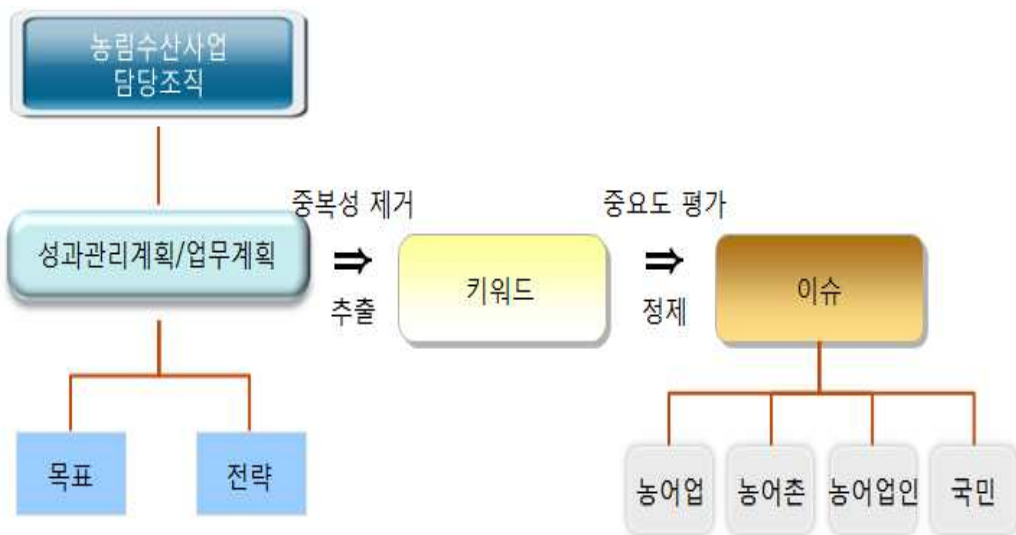 농림수산사업
담당조직
중복성 제거
중요도 평가
성과관리계획/업무계획
⇒
키워드
⇒
이슈
추출
정제
목표
전략
농어업
농어촌
농어업인
국민